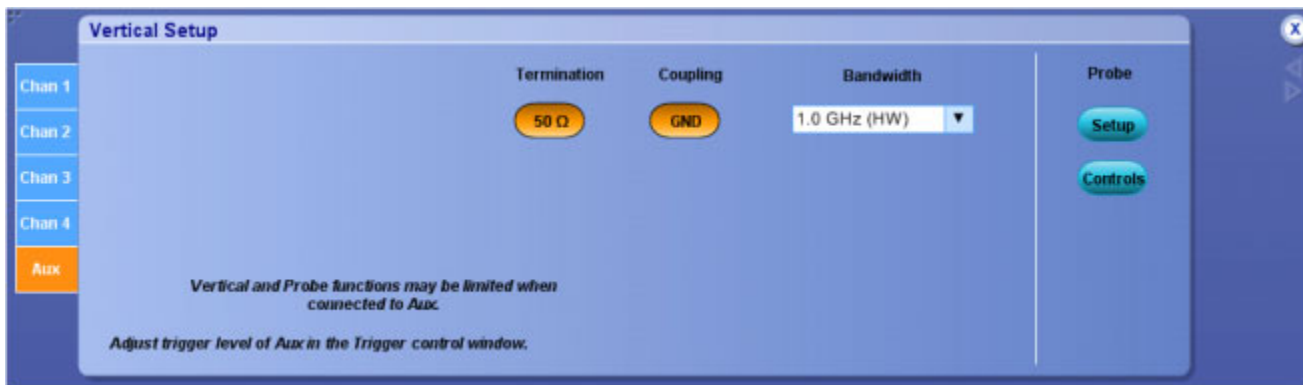 Vertical Setup
X
Chan 1
Chan 2
Chan 3
Chan 4
Aux
Termination
50 Ω
Coupling
GND
Bandwidth
1.0 GHz (HW)
Probe
Setup
Controls
Vertical and Probe functions may be limited when
connected to Aux.
Adjust trigger level of Aux in the Trigger control window.